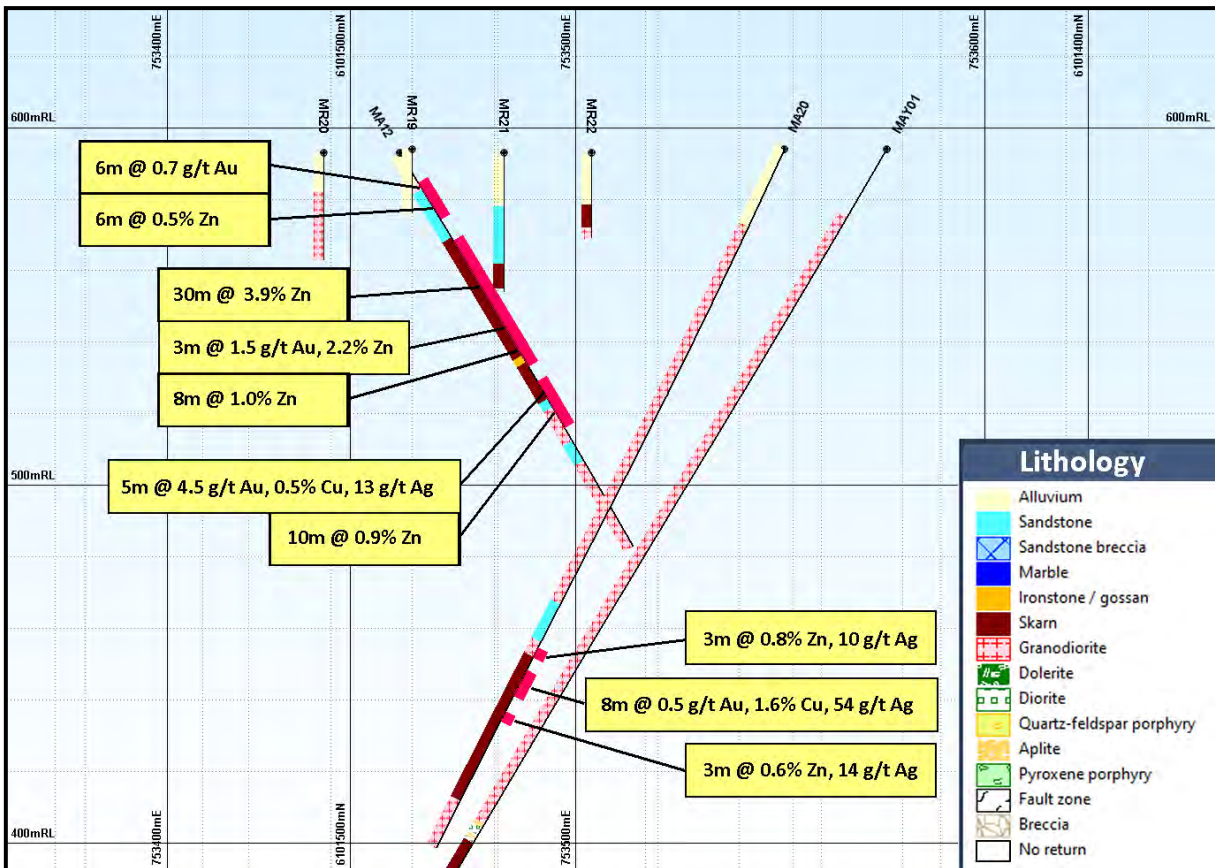 753400mE
6101500mN
753500mE
753600mE
6101400mN
600mRL
600mRL
MR20
MA12
MR19
MR21
MR22
MA20
MAY01
6m @ 0.7 g/t Au
6m @ 0.5% Zn
30m @ 3.9% Zn
3m @ 1.5 g/t Au, 2.2% Zn
8m @ 1.0% Zn
500mRL
5m @ 4.5 g/t Au, 0.5% Cu, 13 g/t Ag
10m @ 0.9% Zn
3m @ 0.8% Zn, 10 g/t Ag
8m @ 0.5 g/t Au, 1.6% Cu, 54 g/t Ag
3m @ 0.6% Zn, 14 g/t Ag
Lithology
Alluvium
Sandstone
Sandstone breccia
Marble
Ironstone / gossan
Skarn
Granodiorite
Dolerite
Diorite
Quartz-feldspar porphyry
Aplite
Pyroxene porphyry
Fault zone
Breccia
No return
400mRL
753400mE
6101500mN
753500mE